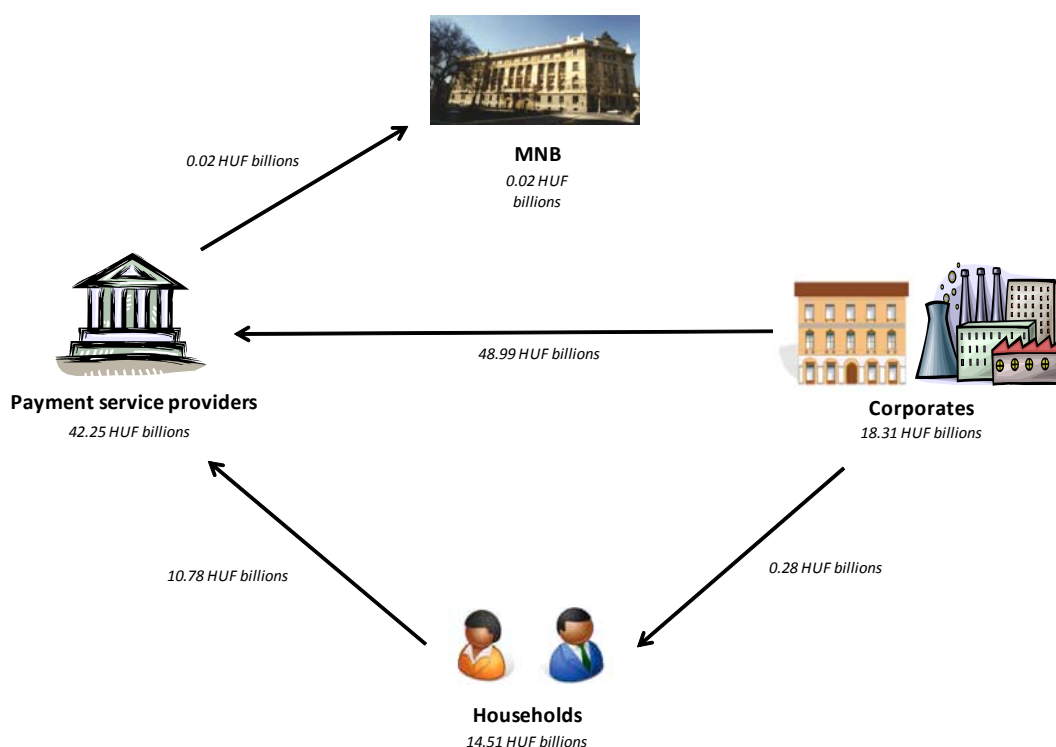 MNB
0.02 HUF
billions
0.02 HUF billions
48.99 HUF billions
Payment service providers
42.25 HUF billions
Corporates
18.31 HUF billions
10.78 HUF billions
0.28 HUF billions
Households
14.51 HUF billions